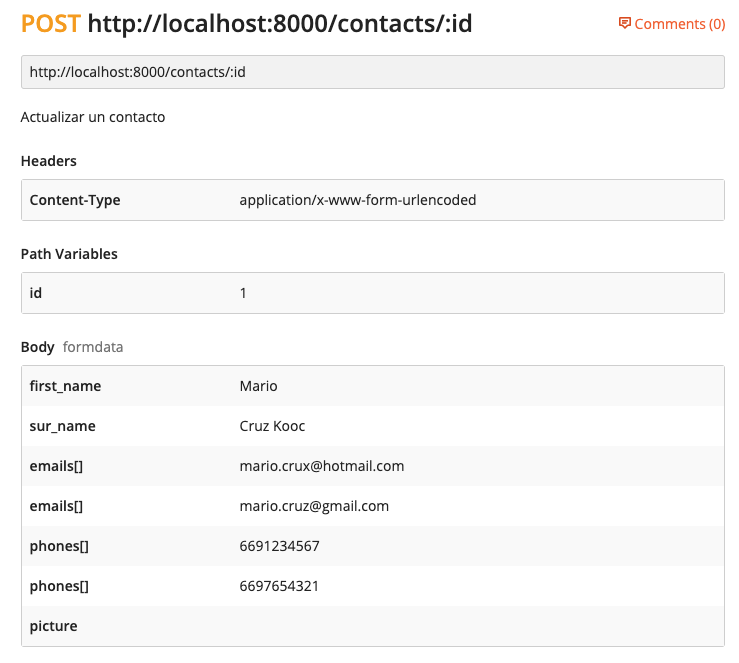 POST http://localhost:8000/contacts/:id
Comments (0)
http://localhost:8000/contacts/:id
Actualizar un contacto
Headers
Content-Type application/x-www-form-urlencoded
Path Variables
id 1
Body formdata
first_name Mario
sur_name Cruz Kooc
emails[] mario.crux@hotmail.com
emails[] mario.cruz@gmail.com
phones[] 6691234567
phones[] 6697654321
picture